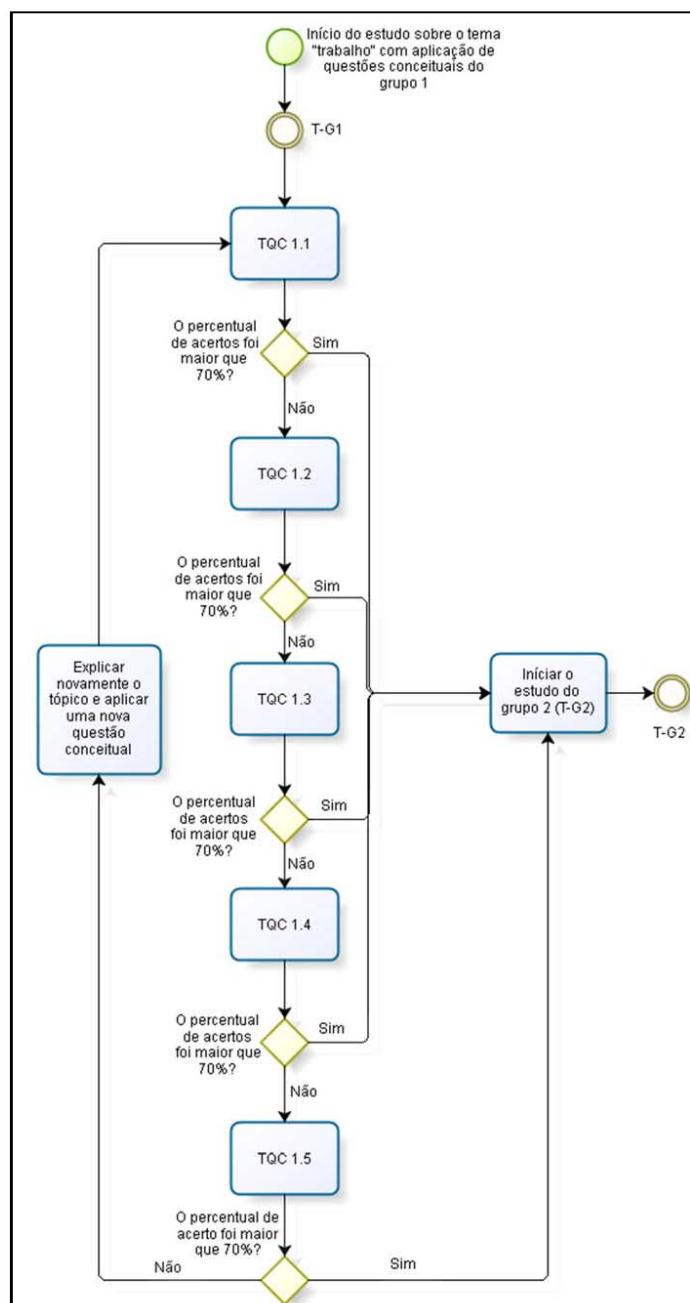 Início do estudo sobre o tema
"trabalho" com aplicação de
questões conceituais do
grupo 1
T-G1
TQC 1.1
O percentual
de acertos foi
maior que
70%?
Sim
Não
TQC 1.2
O percentual
de acertos foi
maior que
70%?
Sim
Não
Explicar
novamente o
tópico e aplicar
uma nova
questão
conceitual
TQC 1.3
Iníciar o
estudo do
grupo 2 (T-G2)
T-G2
O percentual
de acertos
foi maior que
70%?
Sim
Não
TQC 1.4
O percentual
de acertos
foi maior que
70%?
Sim
Não
TQC 1.5
O percentual de
acerto foi maior
que 70%?
Não
Sim